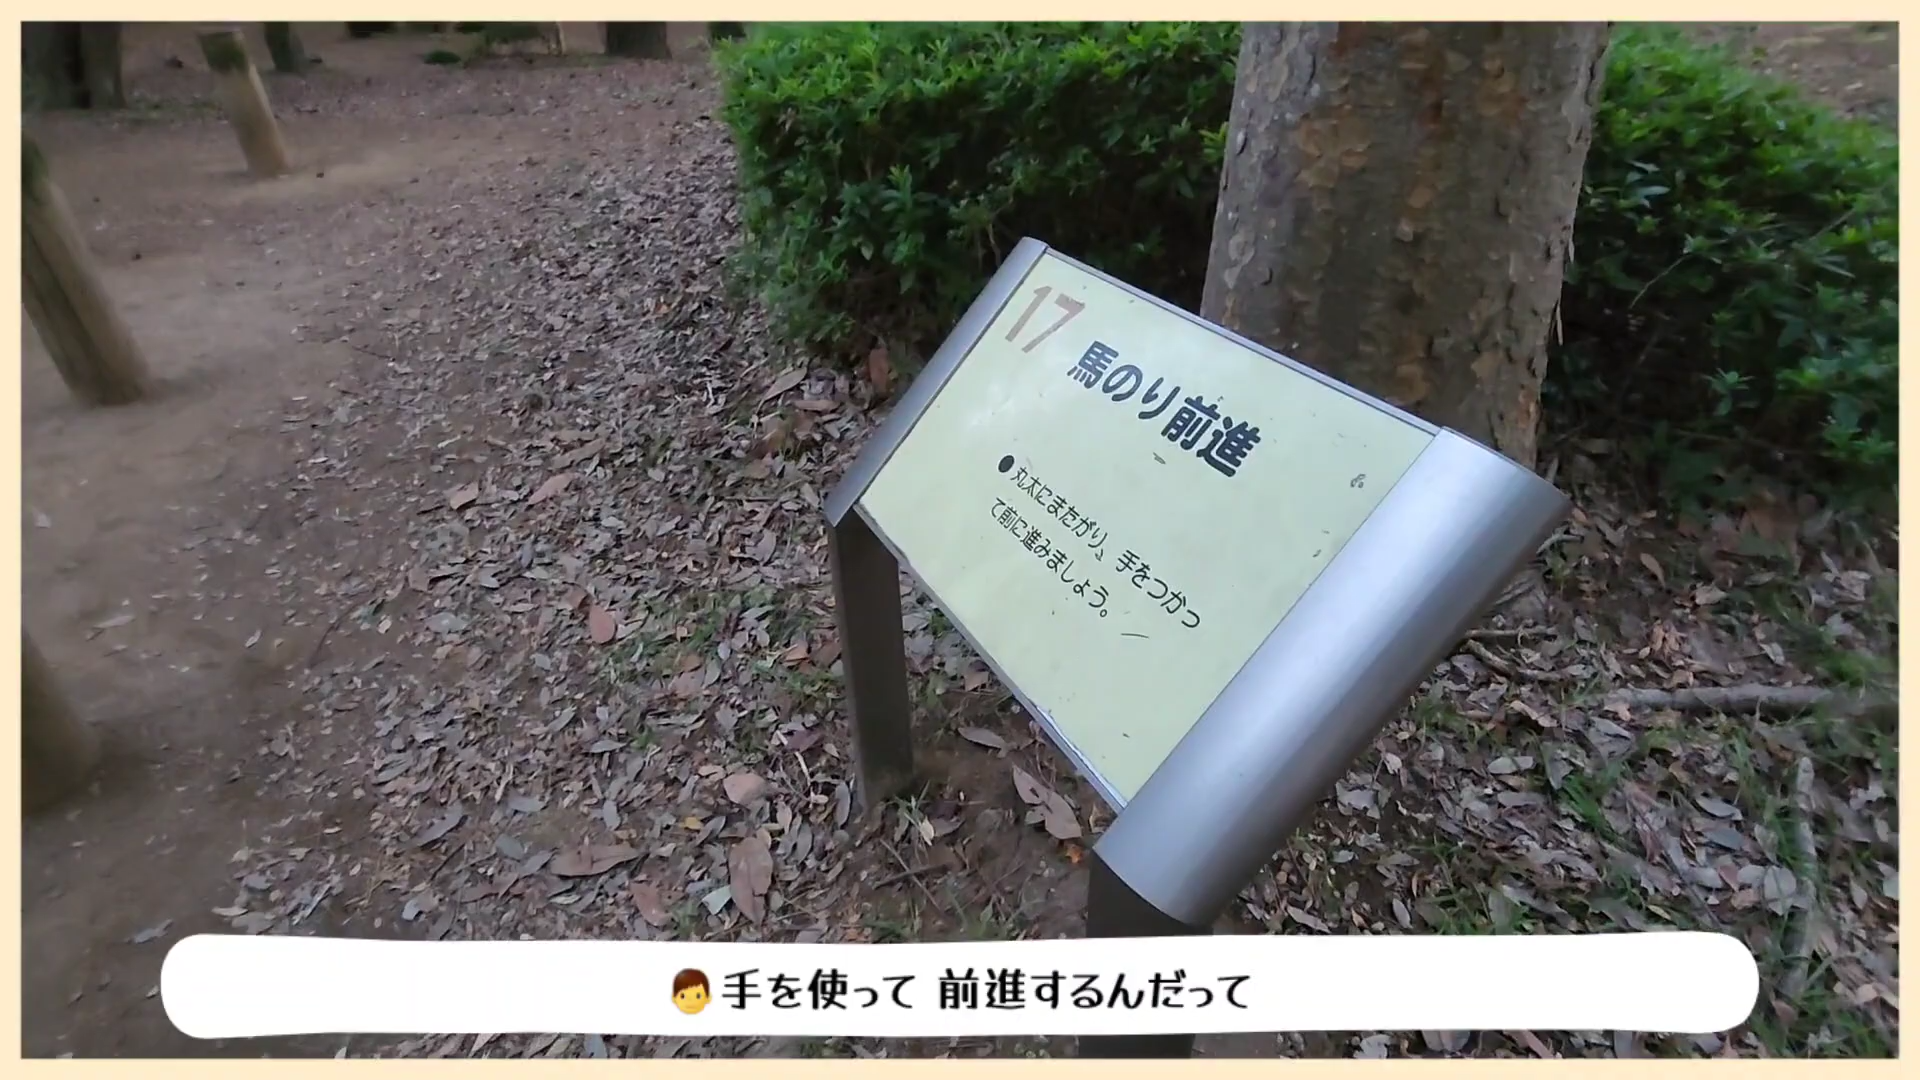 17
馬のり前進
●丸太にまたがり、手をつかっ
て前に進みましょう。
手を使って 前進するんだって